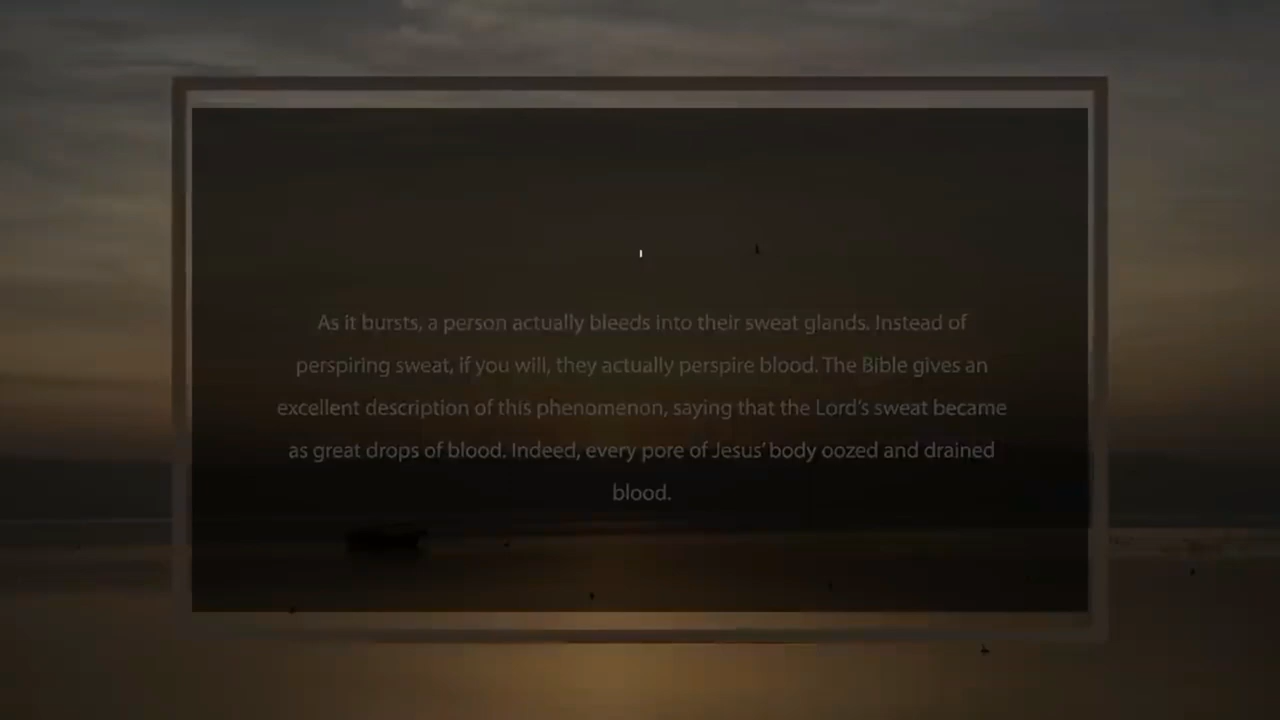 As it bursts, a person actually bleeds into their sweat glands. Instead of
perspiring sweat, if you will, they actually perspire blood. The Bible gives an
excellent description of this phenomenon, saying that the Lord's sweat became
as great drops of blood. Indeed, every pore of Jesus' body oozed and drained
blood.